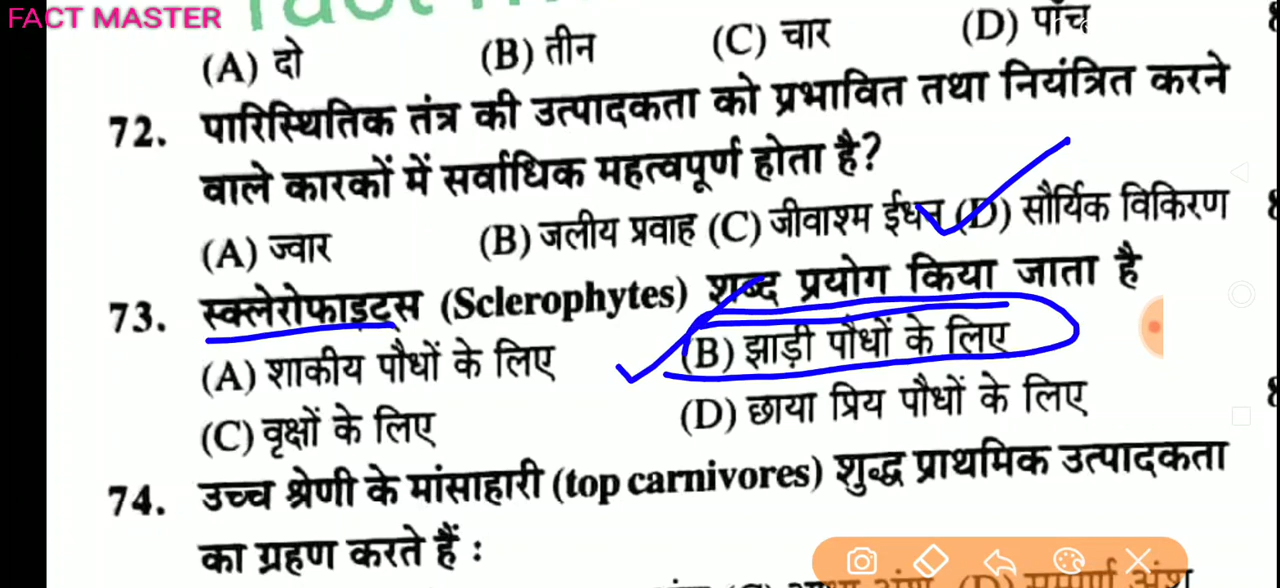 FACT MASTER
(A) दो (B) तीन (C) चार (D) पाँच
72. पारिस्थितिक तंत्र की उत्पादकता को प्रभावित तथा नियंत्रित करने
वाले कारकों में सर्वाधिक महत्वपूर्ण होता है?
(A) ज्वार (B) जलीय प्रवाह (C) जीवाश्म ईधन (D) सौर्यिक विकिरण
73. स्क्लेरोफाइट्स (Sclerophytes) शब्द प्रयोग किया जाता है
(A) शाकीय पौधों के लिए (B) झाड़ी पौधों के लिए
(C) वृक्षों के लिए (D) छाया प्रिय पौधों के लिए
74. उच्च श्रेणी के मांसाहारी (top carnivores) शुद्ध प्राथमिक उत्पादकता
का ग्रहण करते हैं :